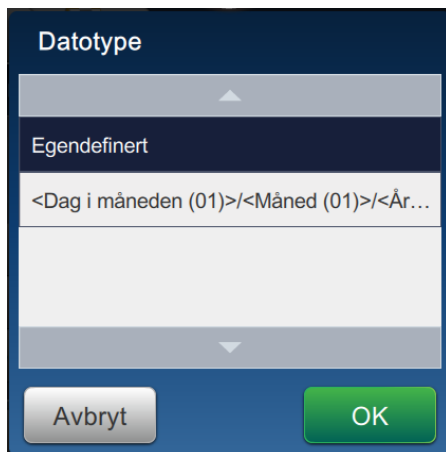 Datotype
Egendefinert
<Dag i måneden (01)>/<Måned (01)>/<År...
Avbryt
OK